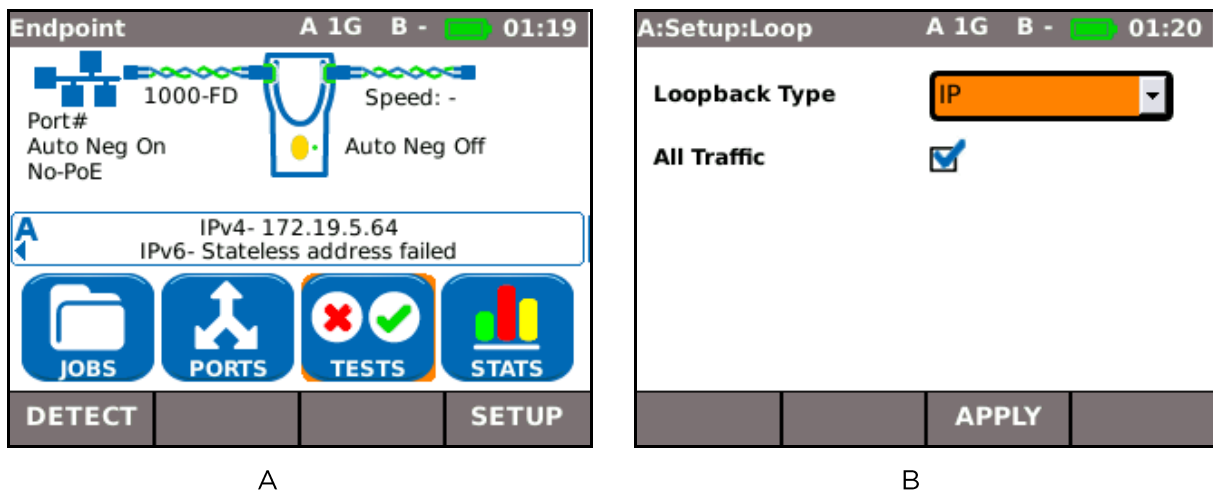 Endpoint A 1G B - 01:19
1000-FD Speed: -
Port#
Auto Neg On Auto Neg Off
No-PoE
A IPv4- 172.19.5.64
IPv6- Stateless address failed
JOBS PORTS TESTS STATS
DETECT SETUP
A
A:Setup:Loop A 1G B - 01:20
Loopback Type IP
All Traffic
APPLY
B